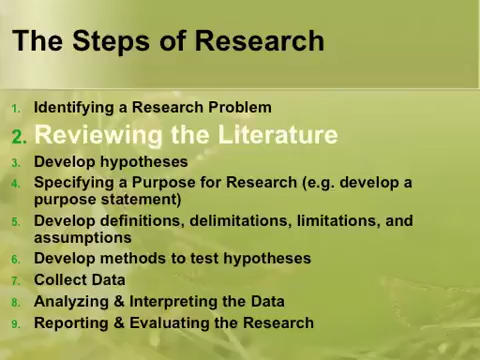 The Steps of Research
1. Identifying a Research Problem
2. Reviewing the Literature
3. Develop hypotheses
4. Specifying a Purpose for Research (e.g. develop a
purpose statement)
5. Develop definitions, delimitations, limitations, and
assumptions
6. Develop methods to test hypotheses
7. Collect Data
8. Analyzing & Interpreting the Data
9. Reporting & Evaluating the Research